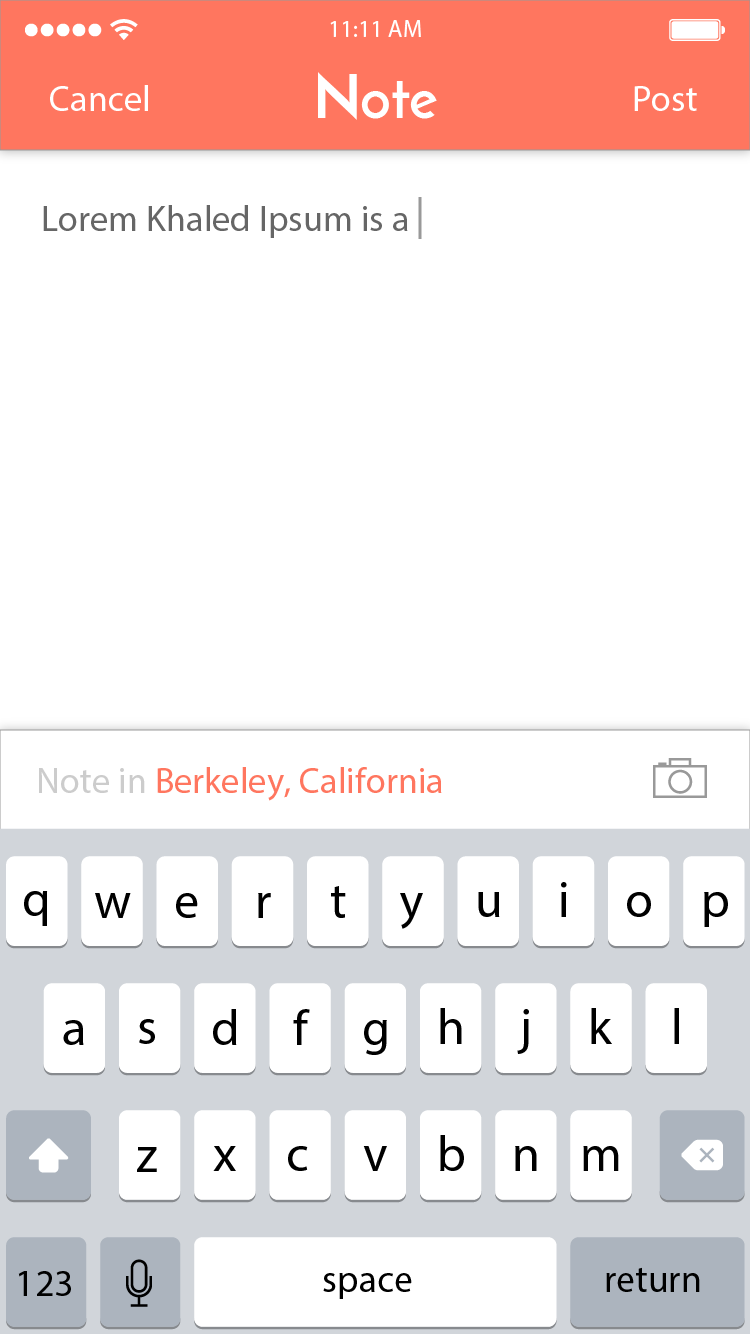 11:11 AM
Cancel Note Post
Lorem Khaled Ipsum is a
Note in Berkeley, California
q w e r t y u i o p
a s d f g h j k l
z x c v b n m
123 space return